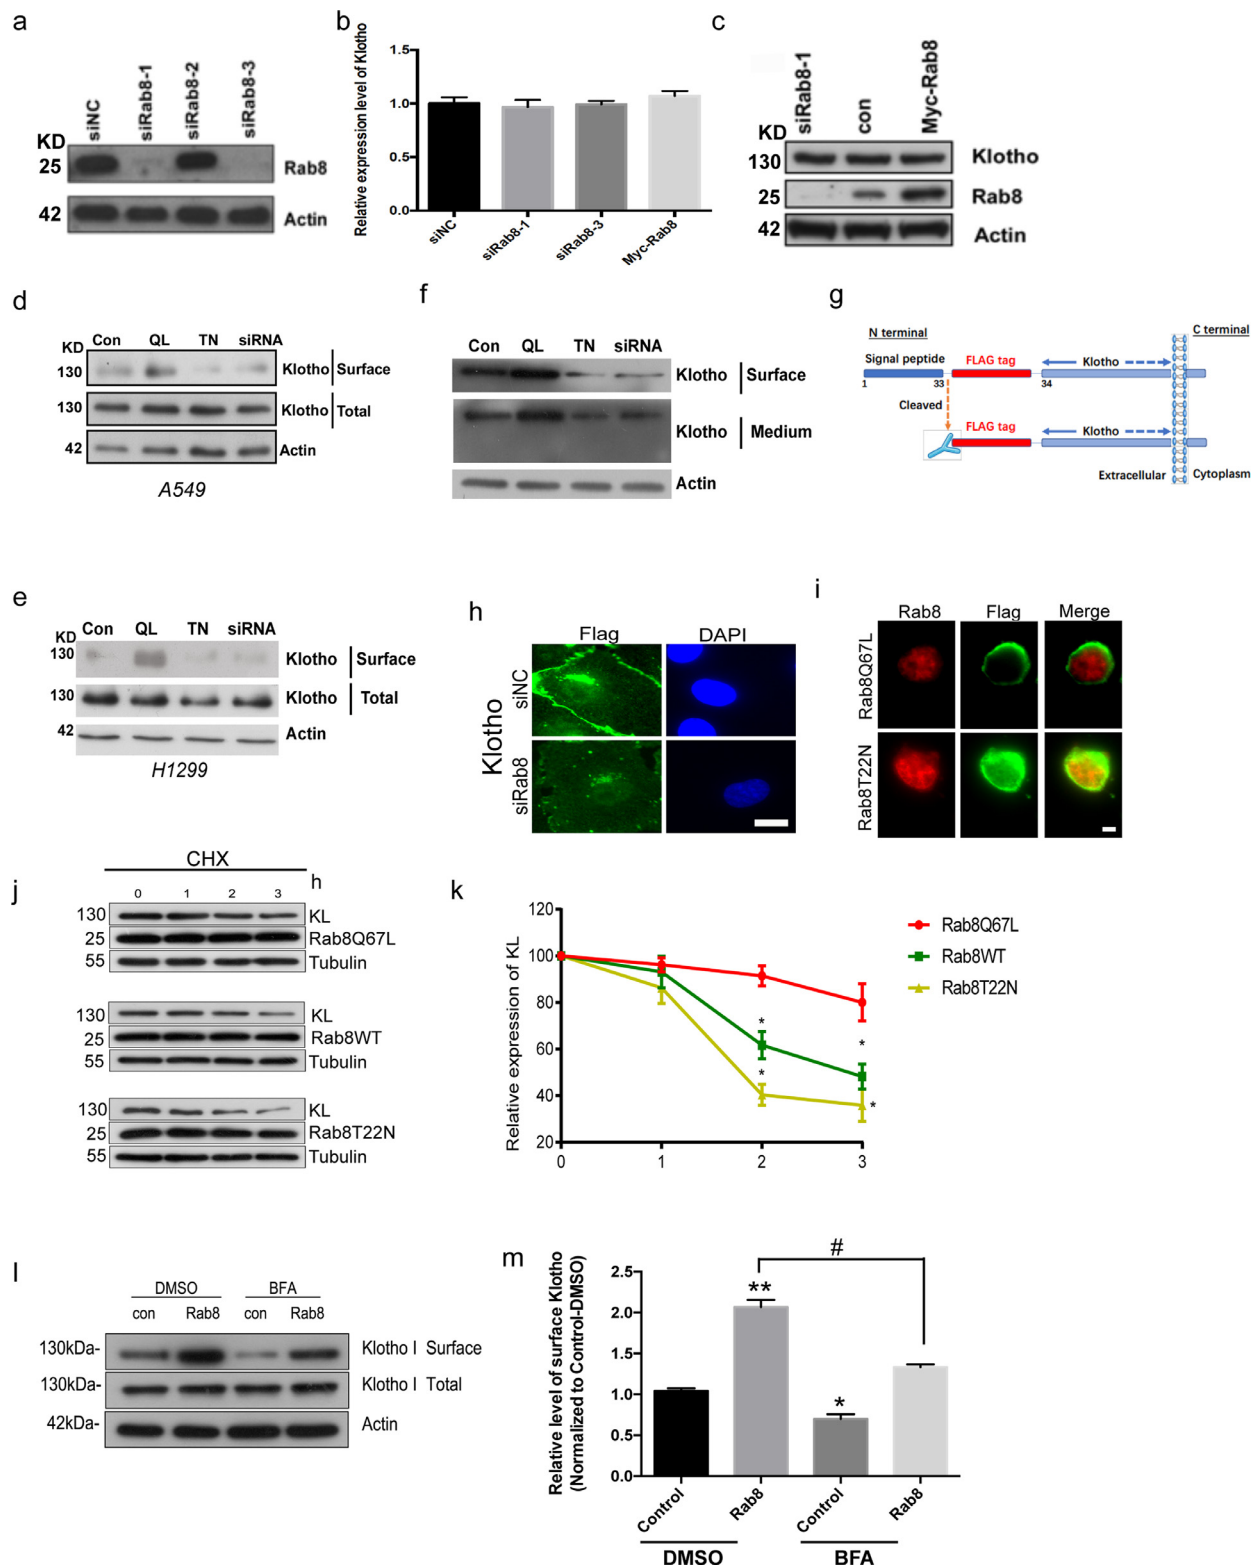 a
siNC
siRab8-1
siRab8-2
siRab8-3
KD
25
Rab8
42
Actin
b
Relative expression level of Klotho
1.5
1.0
0.5
0.0
siNC
siRab8-1
siRab8-3
Myc-Rab8
c
siRab8-1
con
Myc-Rab8
KD
130
Klotho
25
Rab8
42
Actin
d
Con QL TN siRNA
KD
130
Klotho Surface
130
Klotho Total
42
Actin
A549
f
Con QL TN siRNA
Klotho Surface
Klotho Medium
Actin
g
N terminal
C terminal
Signal peptide
FLAG tag
Klotho
1
33
34
Cleaved
FLAG tag
Klotho
Extracellular
Cytoplasm
e
Con QL TN siRNA
KD
130
Klotho Surface
130
Klotho Total
42
Actin
H1299
h
Flag DAPI
Klotho
siNC
siRab8
i
Rab8 Flag Merge
Rab8Q67L
Rab8T22N
j
CHX
0 1 2 3 h
130 KL
25 Rab8Q67L
55 Tubulin
130 KL
25 Rab8WT
55 Tubulin
130 KL
25 Rab8T22N
55 Tubulin
k
Relative expression of KL
120
100
80
60
40
20
0 1 2 3
* * * *
Rab8Q67L
Rab8WT
Rab8T22N
l
DMSO BFA
con Rab8 con Rab8
130kDa- Klotho I Surface
130kDa- Klotho I Total
42kDa- Actin
m
Relative level of surface Klotho
(Normalized to Control-DMSO)
2.5
2.0
1.5
1.0
0.5
0.0
#
**
*
Control
Rab8
Control
Rab8
DMSO BFA